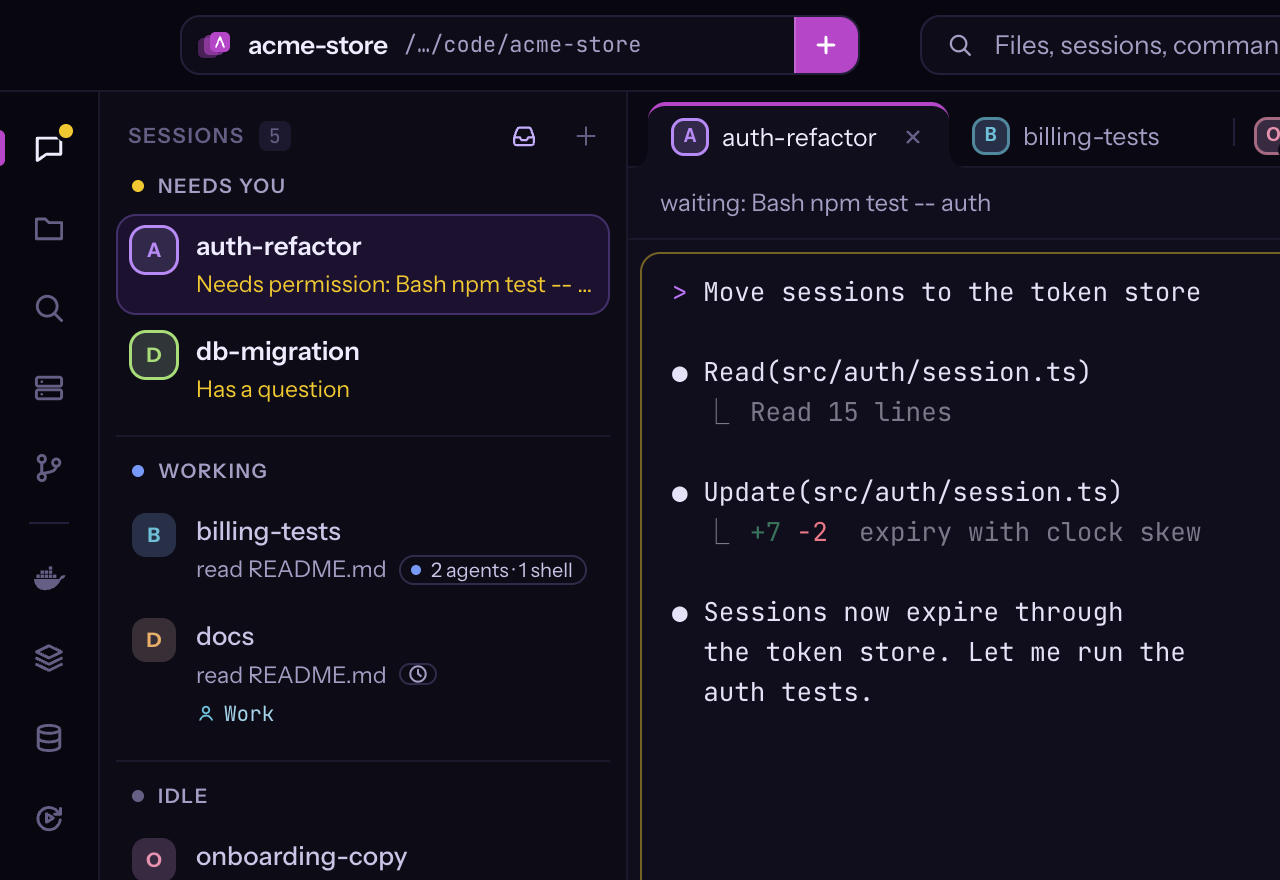 acme-store /…/code/acme-store +
Files, sessions, comman
SESSIONS 5
NEEDS YOU
A auth-refactor
Needs permission: Bash npm test -- …
D db-migration
Has a question
WORKING
B billing-tests
read README.md 2 agents·1 shell
D docs
read README.md
Work
IDLE
O onboarding-copy
A auth-refactor × B billing-tests O
waiting: Bash npm test -- auth
> Move sessions to the token store
● Read(src/auth/session.ts)
⎿ Read 15 lines
● Update(src/auth/session.ts)
⎿ +7 -2 expiry with clock skew
● Sessions now expire through
the token store. Let me run the
auth tests.